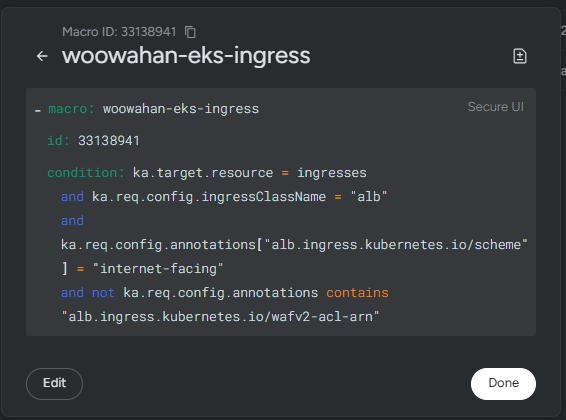 Macro ID: 33138941
woowahan-eks-ingress
Secure UI
- macro: woowahan-eks-ingress
id: 33138941
condition: ka.target.resource = ingresses
and ka.req.config.ingressClassName = "alb"
and
ka.req.config.annotations["alb.ingress.kubernetes.io/scheme"
] = "internet-facing"
and not ka.req.config.annotations contains
"alb.ingress.kubernetes.io/wafv2-acl-arn"
Edit
Done